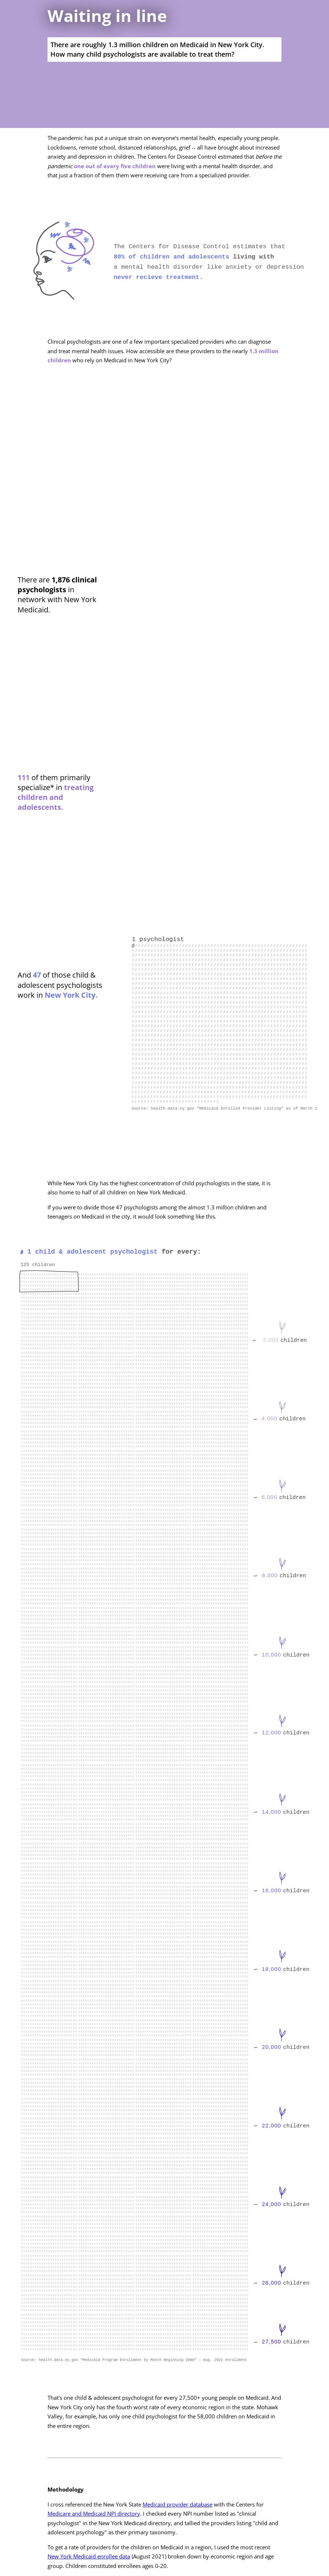 Waiting in line
There are roughly 1.3 million children on Medicaid in New York City.
How many child psychologists are available to treat them?
The pandemic has put a unique strain on everyone's mental health, especially young people.
Lockdowns, remote school, distanced relationships, grief -- all have brought about increased
anxiety and depression in children. The Centers for Disease Control estimated that before the
pandemic one out of every five children were living with a mental health disorder, and
that just a fraction of them them were receiving care from a specialized provider.
The Centers for Disease Control estimates that
80% of children and adolescents living with
a mental health disorder like anxiety or depression
never recieve treatment.
Clinical psychologists are one of a few important specialized providers who can diagnose
and treat mental health issues. How accessible are these providers to the nearly 1.3 million
children who rely on Medicaid in New York City?
There are 1,876 clinical
psychologists in
network with New York
Medicaid.
111 of them primarily
specialize* in treating
children and
adolescents.
1 psychologist
And 47 of those child &
adolescent psychologists
work in New York City.
Source: health.data.ny.gov "Medicaid Enrolled Provider Listing" as of March 2
While New York City has the highest concentration of child psychologists in the state, it is
also home to half of all children on New York Medicaid.
If you were to divide those 47 psychologists among the almost 1.3 million children and
teenagers on Medicaid in the city, it would look something like this.
1 child & adolescent psychologist for every:
125 children
— 2,000 children
— 4,000 children
— 6,000 children
— 8,000 children
— 10,000 children
— 12,000 children
— 14,000 children
— 16,000 children
— 18,000 children
— 20,000 children
— 22,000 children
— 24,000 children
— 26,000 children
— 27,500 children
Source: health.data.ny.gov "Medicaid Program Enrollment by Month Beginning 2009" - Aug. 2021 enrollment
That's one child & adolescent psychologist for every 27,500+ young people on Medicaid. And
New York City only has the fourth worst rate of every economic region in the state. Mohawk
Valley, for example, has only one child psychologist for the 58,000 children on Medicaid in
the entire region.
Methodology
I cross referenced the New York State Medicaid provider database with the Centers for
Medicare and Medicaid NPI directory. I checked every NPI number listed as "clinical
psychologist" in the New York Medicaid directory, and tallied the providers listing "child and
adolescent psychology" as their primary taxonomy.
To get a rate of providers for the children on Medicaid in a region, I used the most recent
New York Medicaid enrollee data (August 2021) broken down by economic region and age
group. Children constituted enrollees ages 0-20.